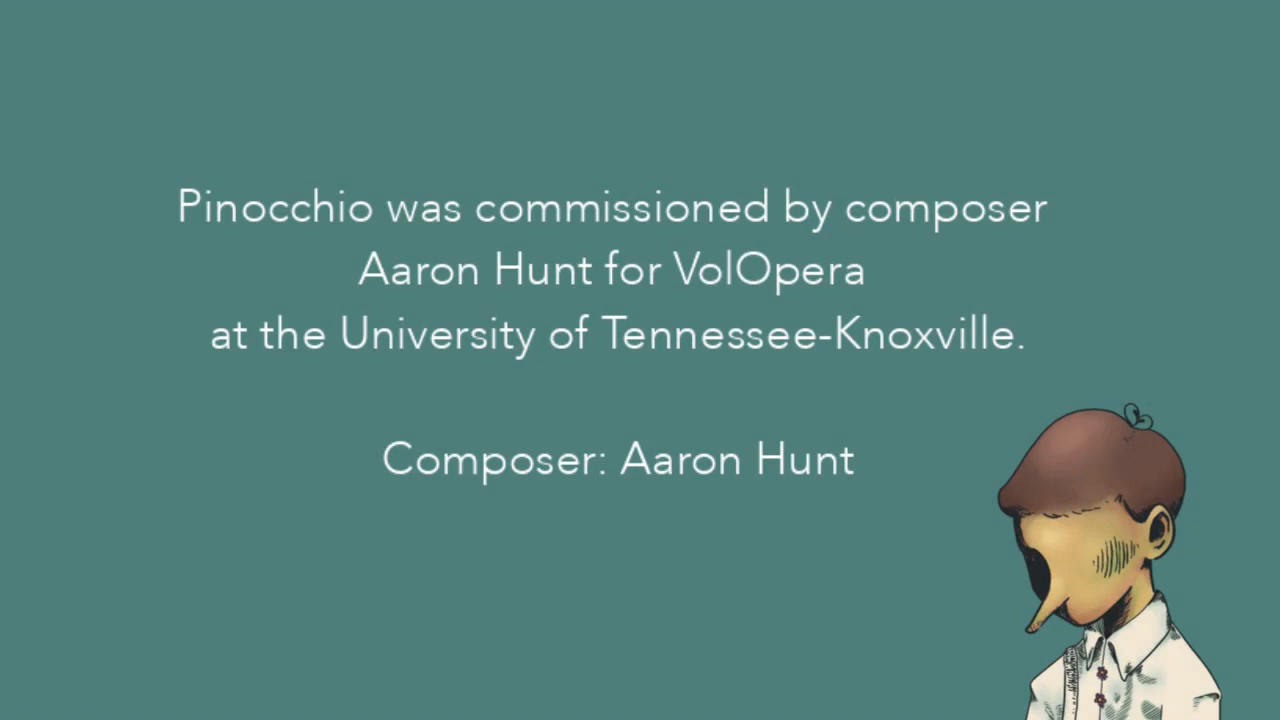 Pinocchio was commissioned by composer
Aaron Hunt for VolOpera
at the University of Tennessee-Knoxville.
Composer: Aaron Hunt